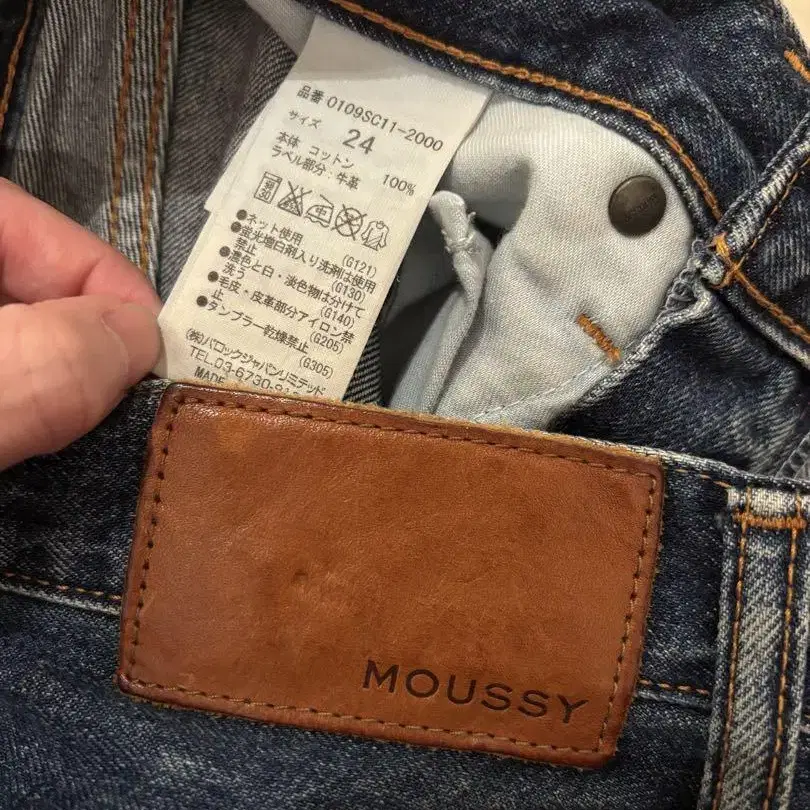 品番 0109SC11-2000
サイズ 24
本体 コットン 100%
ラベル部分:牛革
●ネット使用 (G121)
●蛍光増白剤入り洗剤は使用
禁止 (G130)
●濃色と白・淡色物は分けて
洗う (G140)
●毛皮・皮革部分アイロン禁
止 (G205)
●タンブラー乾燥禁止 (G305)
(株)バロックジャパンリミテッド
TEL.03-6730-91
MADE
MOUSSY